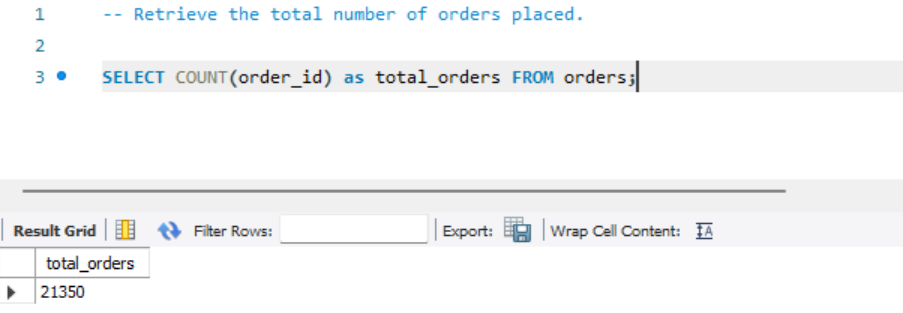 1 -- Retrieve the total number of orders placed.
2
3 SELECT COUNT(order_id) as total_orders FROM orders;
Result Grid Filter Rows: Export: Wrap Cell Content: IA
total_orders
21350